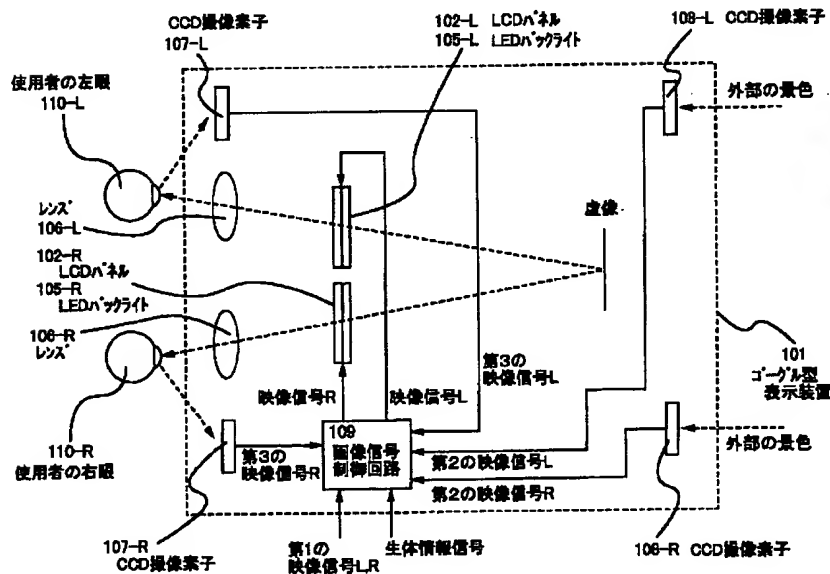 CCD撮像素子
107-L
102-L LCDパネル
105-L LEDバックライト
108-L CCD撮像素子
使用者の左眼
110-L
外部の景色
レンズ
106-L
虚像
102-R
LCDパネル
105-R
LEDバックライト
106-R
レンズ
第3の
映像信号L
101
ゴーグル型
表示装置
映像信号R
映像信号L
109
画像信号
制御回路
110-R
使用者の右眼
第3の
映像信号R
第2の映像信号L
第2の映像信号R
外部の景色
107-R
CCD撮像素子
第1の
映像信号L,R
生体情報信号
108-R CCD撮像素子